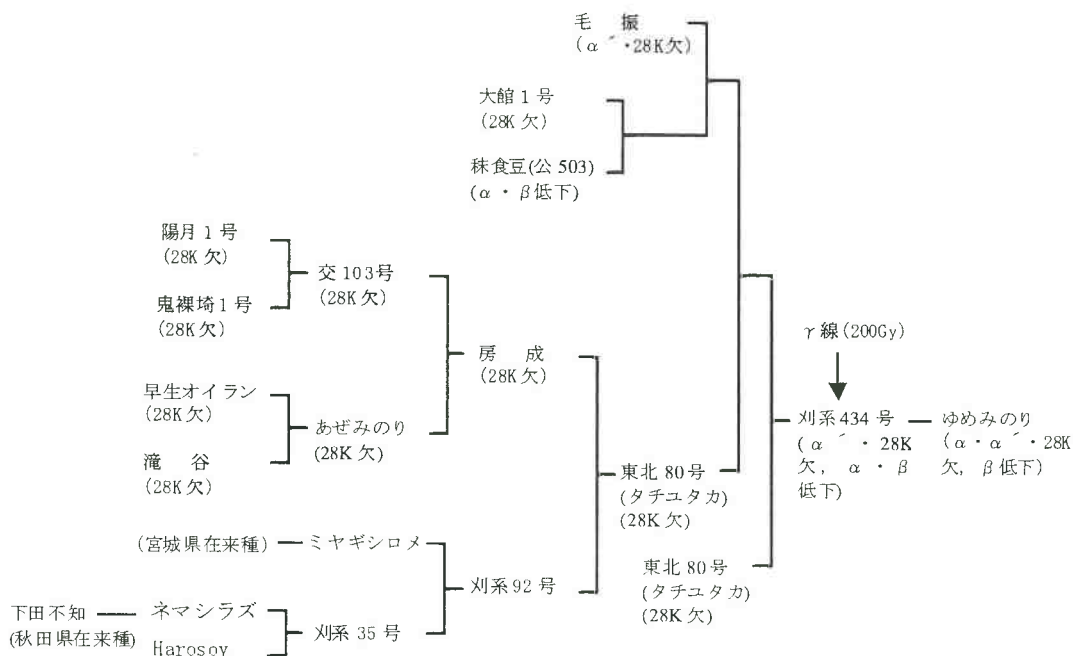 毛 振
(α´・28K欠)
大館1号
(28K欠)
秣食豆(公503)
(α・β低下)
陽月1号
(28K欠)
交103号
(28K欠)
鬼裸埼1号
(28K欠)
γ線(200Gy)
房 成
(28K欠)
早生オイラン
(28K欠)
あぜみのり
(28K欠)
滝 谷
(28K欠)
刈系434号
(α´・28K
欠, α・β
低下)
ゆめみのり
(α・α´・28K
欠, β低下)
東北80号
(タチユタカ)
(28K欠)
(宮城県在来種)
ミヤギシロメ
刈系92号
東北80号
(タチユタカ)
(28K欠)
下田不知
(秋田県在来種)
ネマシラズ
刈系35号
Harosoy